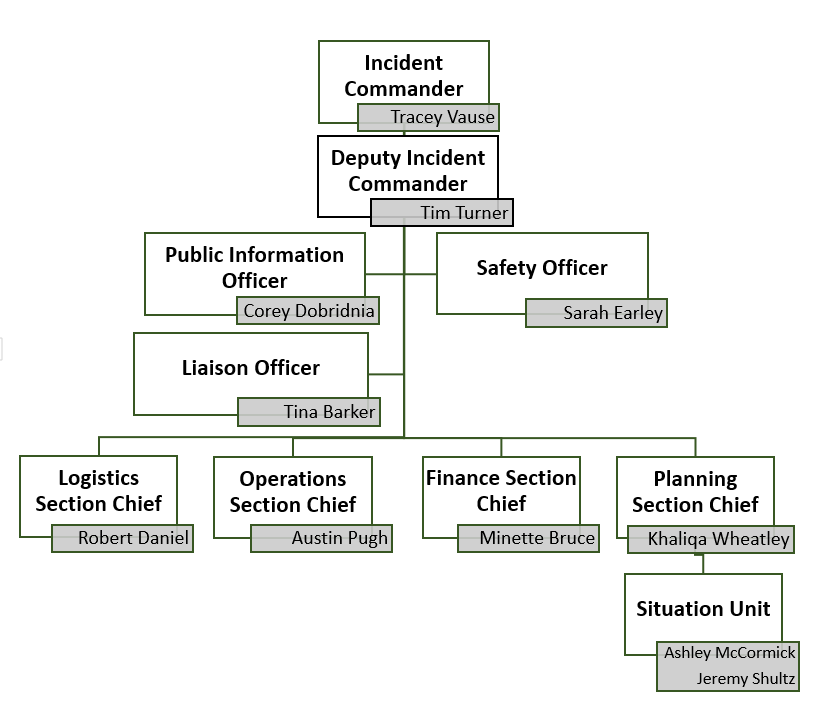 Incident
Commander
Tracey Vause
Deputy Incident
Commander
Tim Turner
Public Information
Officer
Corey Dobridnia
Safety Officer
Sarah Earley
Liaison Officer
Tina Barker
Logistics
Section Chief
Robert Daniel
Operations
Section Chief
Austin Pugh
Finance Section
Chief
Minette Bruce
Planning
Section Chief
Khaliqa Wheatley
Situation Unit
Ashley McCormick
Jeremy Shultz